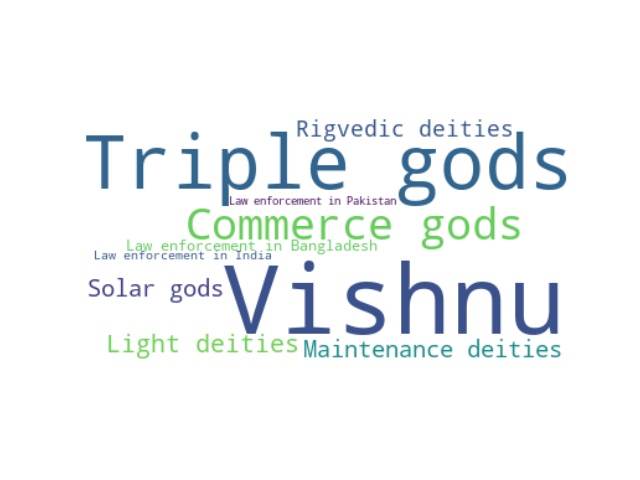 Rigvedic deities
Triple gods
Law enforcement in Pakistan
Commerce gods
Law enforcement in Bangladesh
Law enforcement in India
Solar gods
Vishnu
Light deities
Maintenance deities